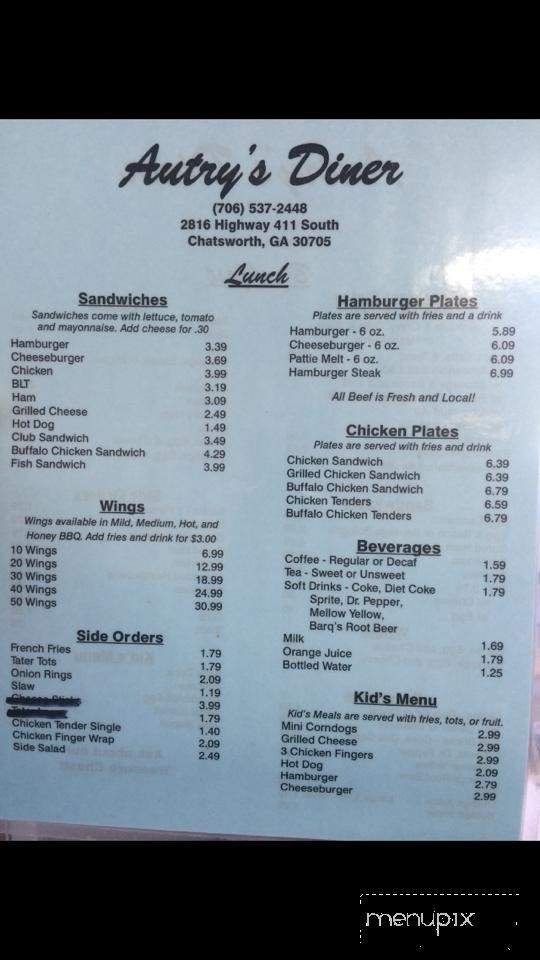 Autry's Diner
(706) 537-2448
2816 Highway 411 South
Chatsworth, GA 30705
Lunch
Sandwiches
Sandwiches come with lettuce, tomato
and mayonnaise. Add cheese for .30
Hamburger 3.39
Cheeseburger 3.69
Chicken 3.99
BLT 3.19
Ham 3.09
Grilled Cheese 2.49
Hot Dog 1.49
Club Sandwich 3.49
Buffalo Chicken Sandwich 4.29
Fish Sandwich 3.99
Wings
Wings available in Mild, Medium, Hot, and
Honey BBQ. Add fries and drink for $3.00
10 Wings 6.99
20 Wings 12.99
30 Wings 18.99
40 Wings 24.99
50 Wings 30.99
Side Orders
French Fries 1.79
Tater Tots 1.79
Onion Rings 2.09
Slaw 1.19
3.99
1.79
Chicken Tender Single 1.40
Chicken Finger Wrap 2.09
Side Salad 2.49
Hamburger Plates
Plates are served with fries and a drink
Hamburger - 6 oz. 5.89
Cheeseburger - 6 oz. 6.09
Pattie Melt - 6 oz. 6.09
Hamburger Steak 6.99
All Beef is Fresh and Local!
Chicken Plates
Plates are served with fries and drink
Chicken Sandwich 6.39
Grilled Chicken Sandwich 6.39
Buffalo Chicken Sandwich 6.79
Chicken Tenders 6.59
Buffalo Chicken Tenders 6.79
Beverages
Coffee - Regular or Decaf 1.59
Tea - Sweet or Unsweet 1.79
Soft Drinks - Coke, Diet Coke 1.79
Sprite, Dr. Pepper,
Mellow Yellow,
Barq's Root Beer
Milk 1.69
Orange Juice 1.79
Bottled Water 1.25
Kid's Menu
Kid's Meals are served with fries, tots, or fruit.
Mini Corndogs 2.99
Grilled Cheese 2.99
3 Chicken Fingers 2.99
Hot Dog 2.09
Hamburger 2.79
Cheeseburger 2.99
menupix